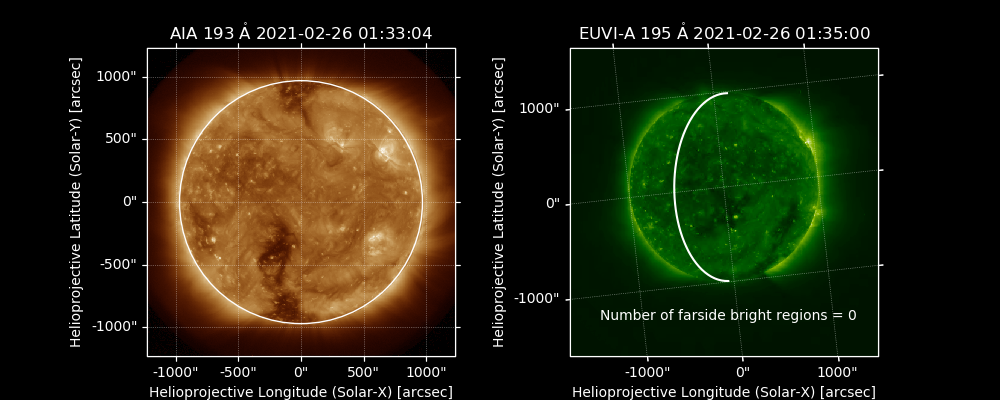 AIA 193 Å 2021-02-26 01:33:04
Helioprojective Latitude (Solar-Y) [arcsec]
1000"
500"
0"
-500"
-1000"
-1000"  -500"  0"  500"  1000"
Helioprojective Longitude (Solar-X) [arcsec]
EUVI-A 195 Å 2021-02-26 01:35:00
Helioprojective Latitude (Solar-Y) [arcsec]
1000"
0"
-1000"
Number of farside bright regions = 0
-1000"  0"  1000"
Helioprojective Longitude (Solar-X) [arcsec]